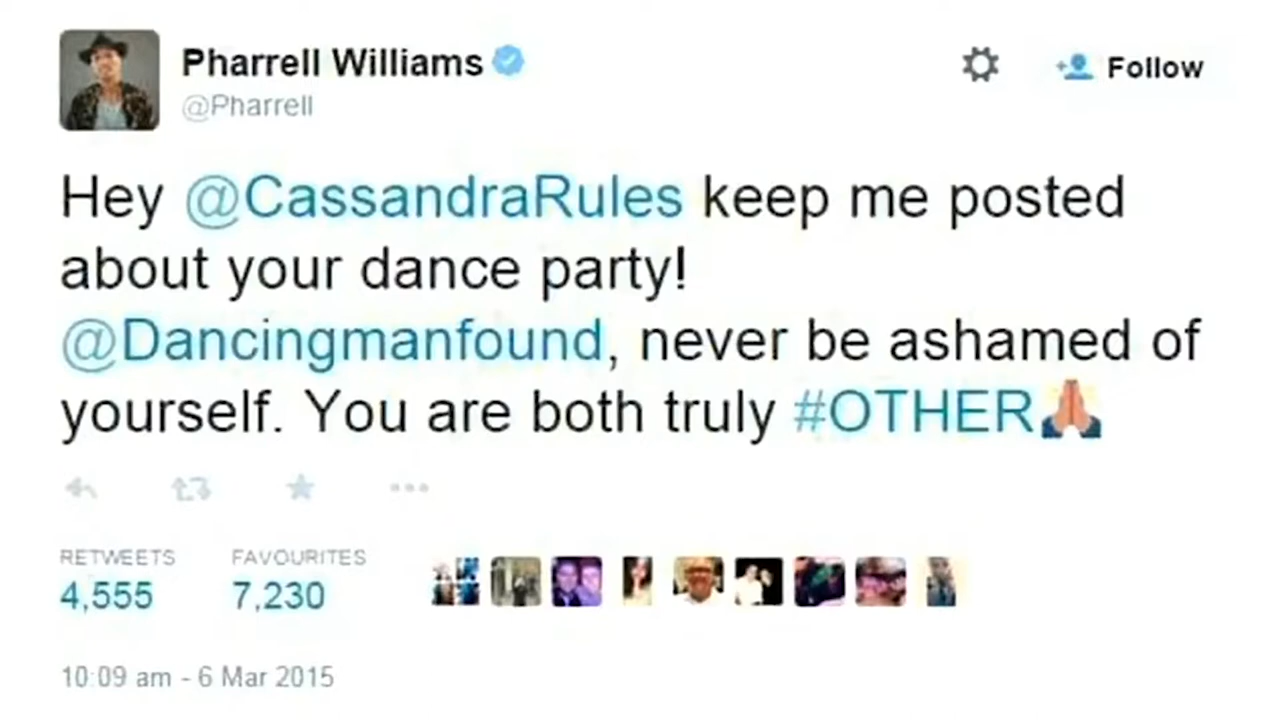 Pharrell Williams
@Pharrell
Follow
Hey @CassandraRules keep me posted
about your dance party!
@Dancingmanfound, never be ashamed of
yourself. You are both truly #OTHER🙏
RETWEETS FAVOURITES
4,555 7,230
10:09 am - 6 Mar 2015